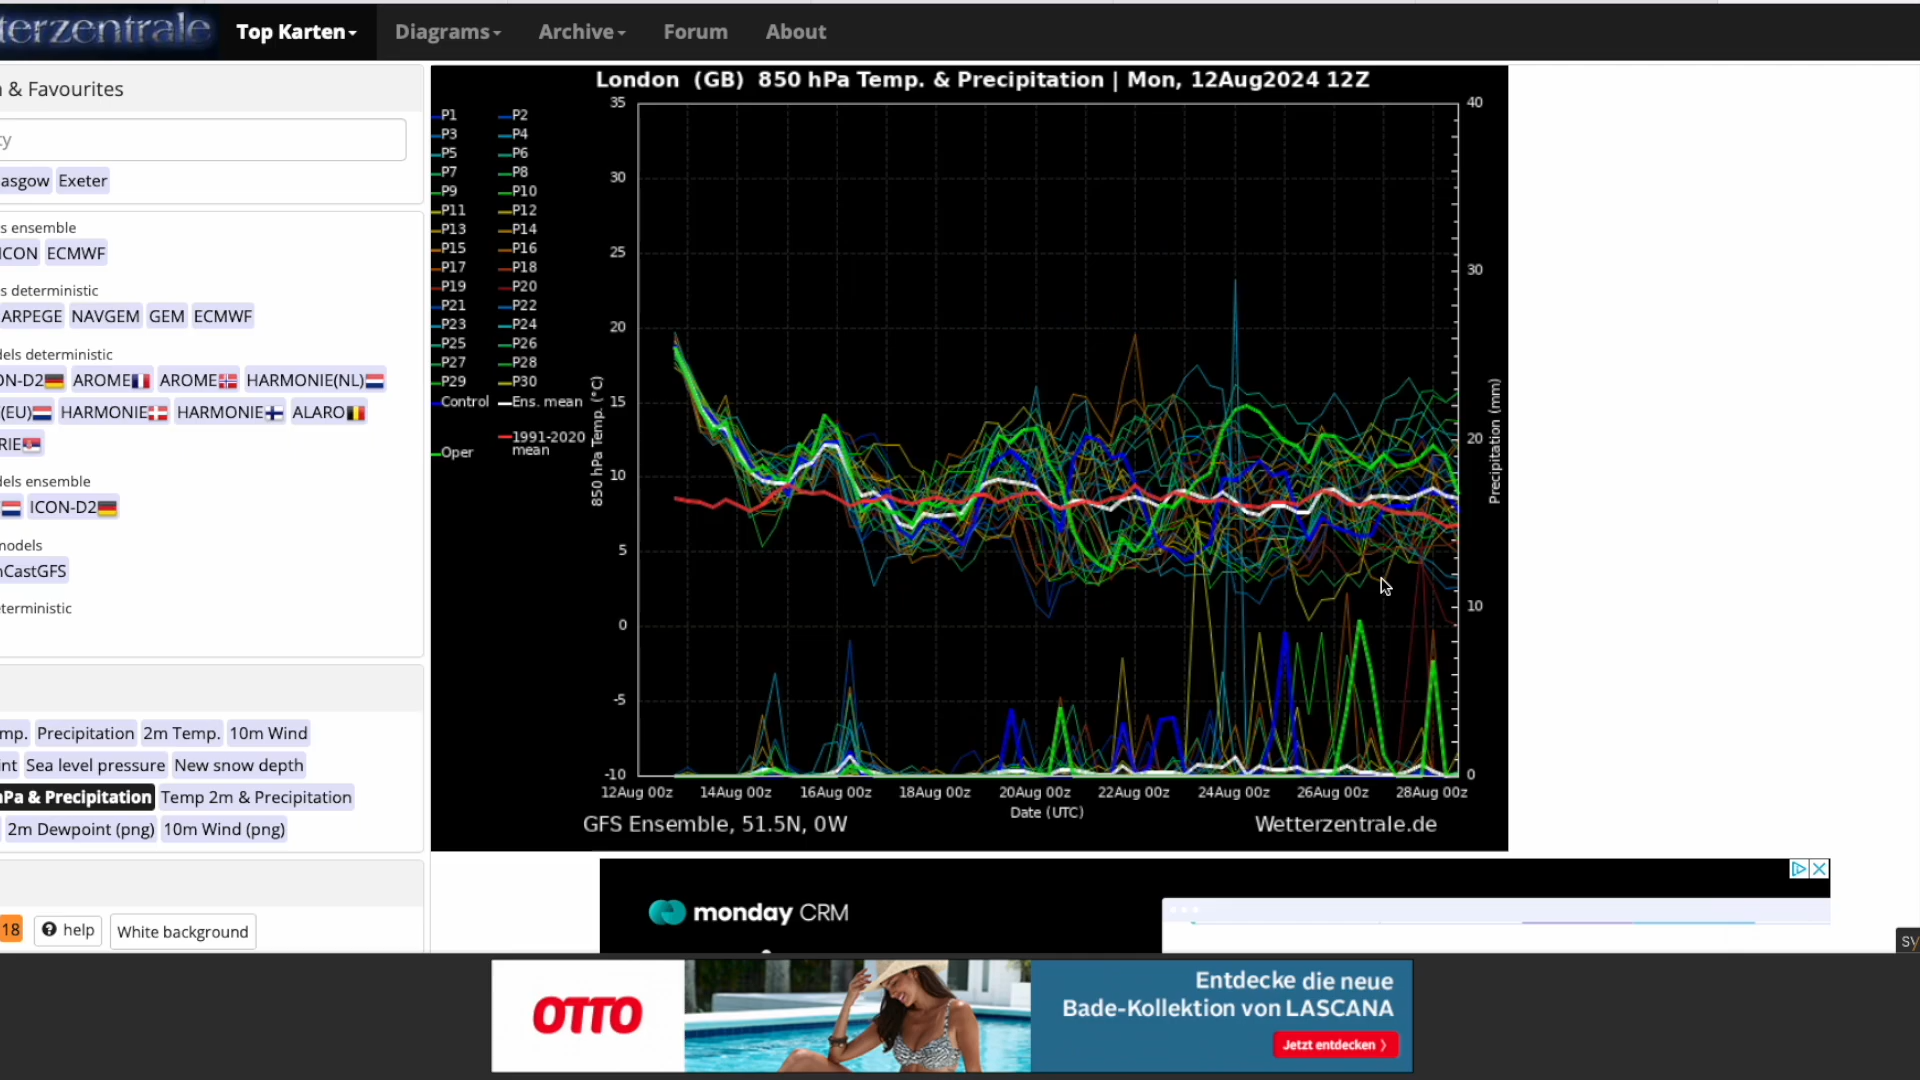 terzentrale Top Karten Diagrams Archive Forum About
& Favourites
asgow Exeter
s ensemble
ICON ECMWF
s deterministic
ARPEGE NAVGEM GEM ECMWF
dels deterministic
ON-D2 AROME AROME HARMONIE(NL)
(EU) HARMONIE HARMONIE ALARO
RIE
dels ensemble
ICON-D2
models
nCastGFS
terministic
mp. Precipitation 2m Temp. 10m Wind
int Sea level pressure New snow depth
hPa & Precipitation Temp 2m & Precipitation
2m Dewpoint (png) 10m Wind (png)
18 help White background
London (GB) 850 hPa Temp. & Precipitation | Mon, 12Aug2024 12Z
P1 P2
P3 P4
P5 P6
P7 P8
P9 P10
P11 P12
P13 P14
P15 P16
P17 P18
P19 P20
P21 P22
P23 P24
P25 P26
P27 P28
P29 P30
Control Ens. mean
1991-2020
mean
Oper
850 hPa Temp. (°C)
35
30
25
20
15
10
5
0
-5
-10
40
30
20
10
0
Precipitation (mm)
12Aug 00z 14Aug 00z 16Aug 00z 18Aug 00z 20Aug 00z 22Aug 00z 24Aug 00z 26Aug 00z 28Aug 00z
Date (UTC)
GFS Ensemble, 51.5N, 0W Wetterzentrale.de
monday CRM
sy
OTTO
Entdecke die neue
Bade-Kollektion von LASCANA
Jetzt entdecken